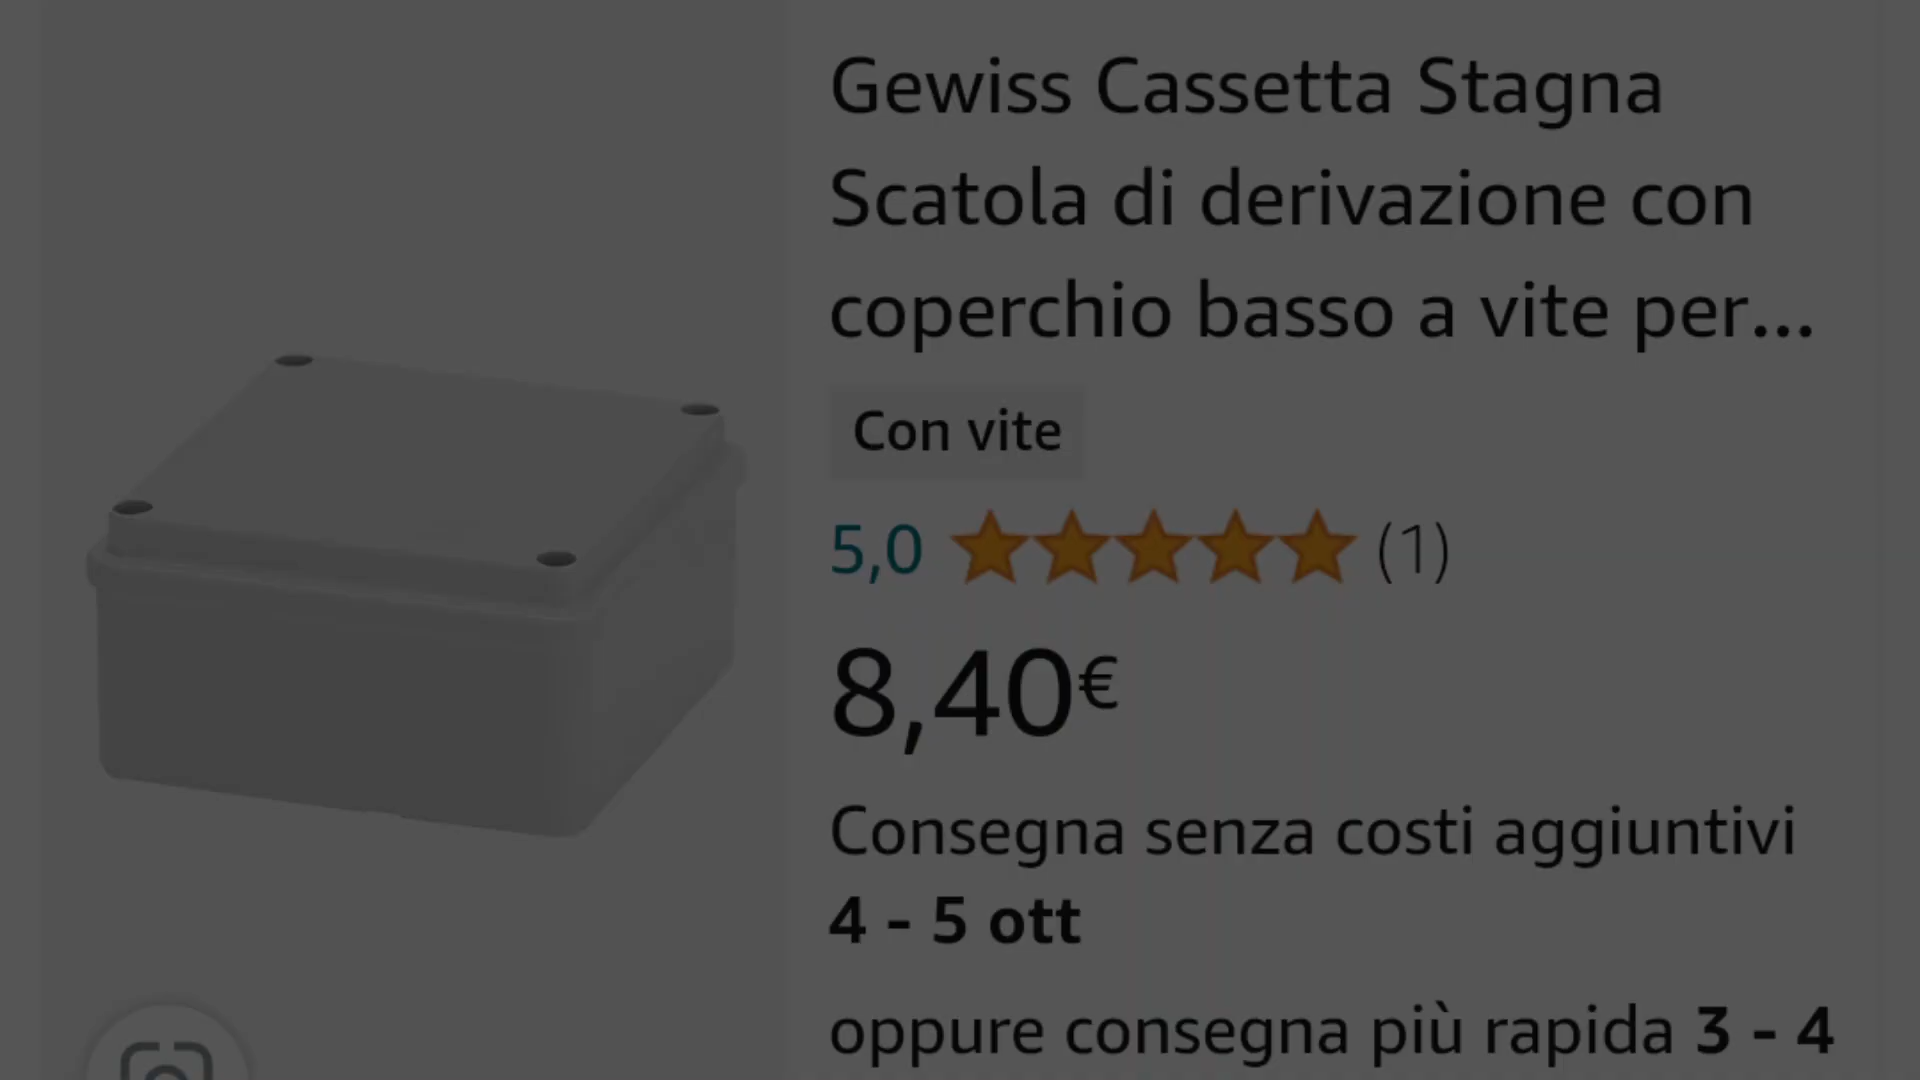 Gewiss Cassetta Stagna
Scatola di derivazione con
coperchio basso a vite per...
Con vite
5,0 (1)
8,40€
Consegna senza costi aggiuntivi
4 - 5 ott
oppure consegna più rapida 3 - 4